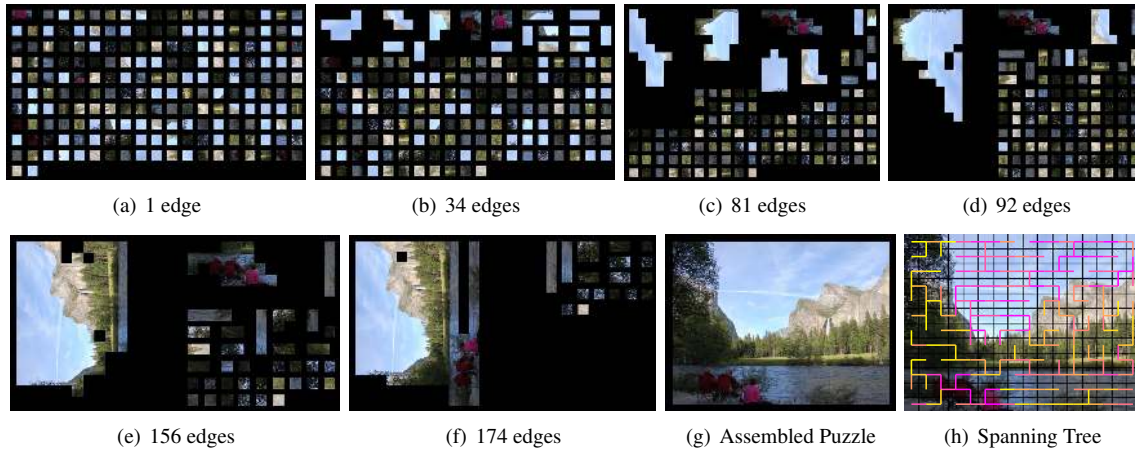 (a) 1 edge
(b) 34 edges
(c) 81 edges
(d) 92 edges
(e) 156 edges
(f) 174 edges
(g) Assembled Puzzle
(h) Spanning Tree